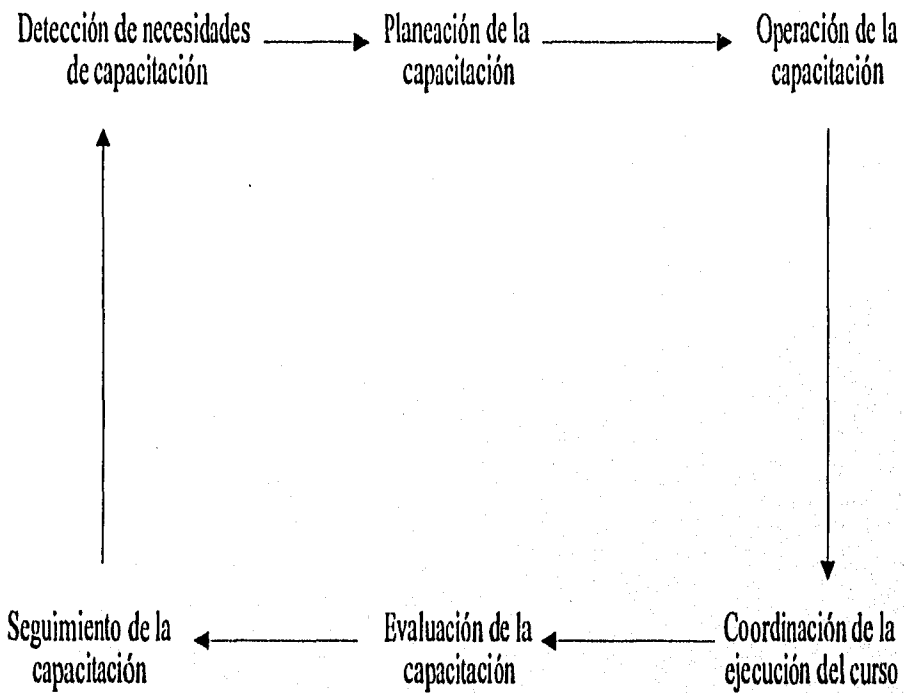 Detección de necesidades
de capacitación
Planeación de la
capacitación
Operación de la
capacitación
Seguimiento de la
capacitación
Evaluación de la
capacitación
Coordinación de la
ejecución del curso